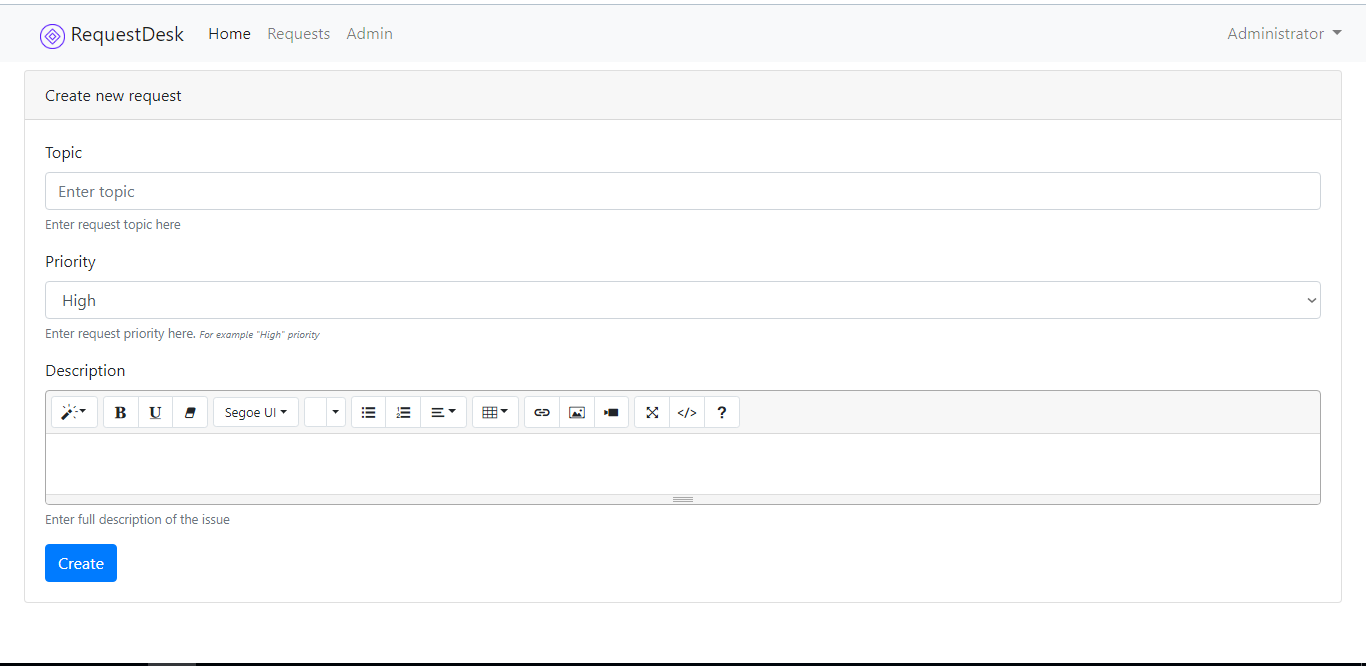 RequestDesk Home Requests Admin Administrator
Create new request
Topic
Enter topic
Enter request topic here
Priority
High
Enter request priority here. For example "High" priority
Description
B U Segoe UI </> ?
Enter full description of the issue
Create